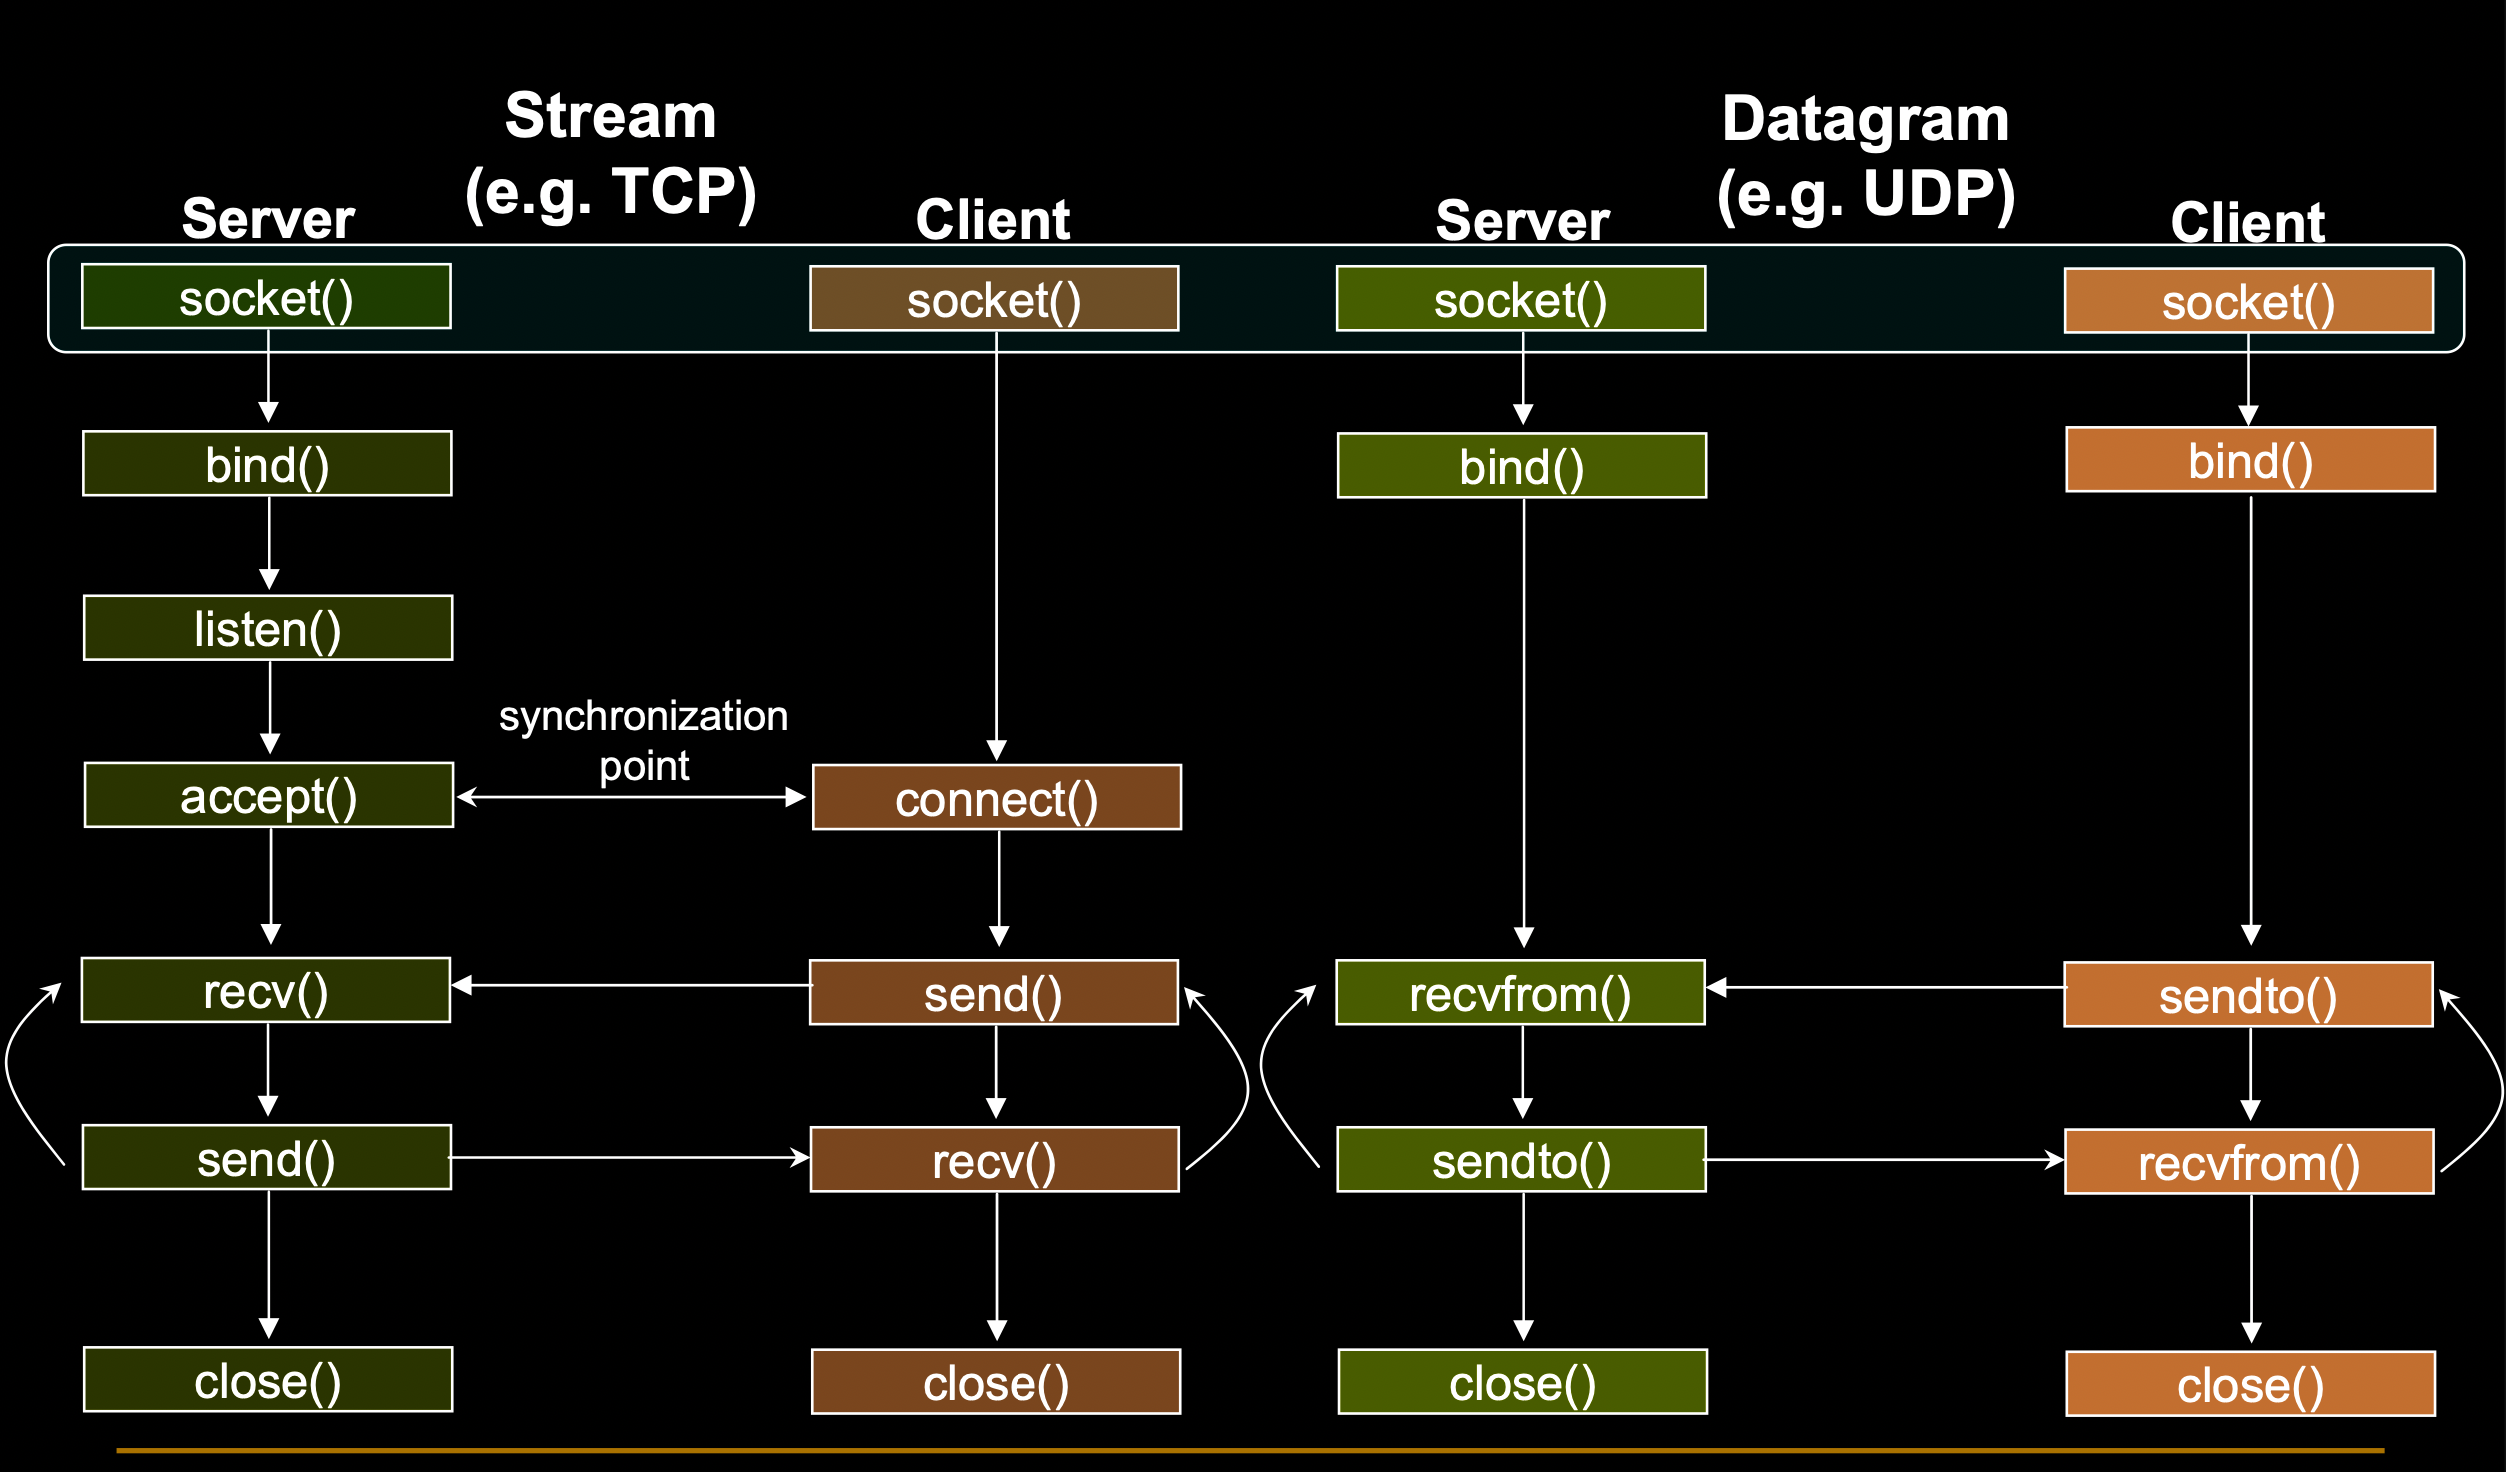 Stream
(e.g. TCP)
Datagram
(e.g. UDP)
Server
Client
Server
Client
socket()
socket()
socket()
socket()
bind()
bind()
bind()
listen()
synchronization
point
accept()
connect()
recv()
send()
recvfrom()
sendto()
send()
recv()
sendto()
recvfrom()
close()
close()
close()
close()